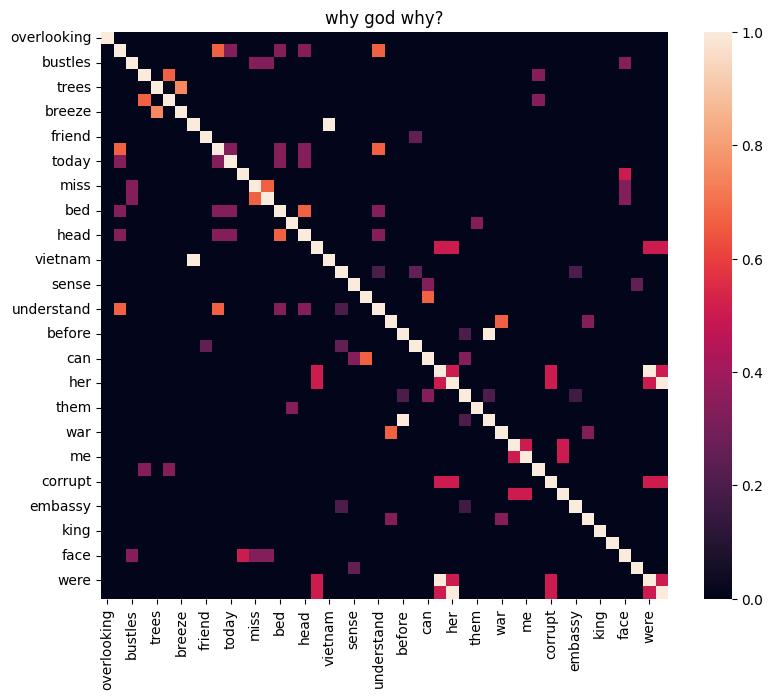 why god why?
overlooking
bustles
trees
breeze
friend
today
miss
bed
head
vietnam
sense
understand
before
can
her
them
war
me
corrupt
embassy
king
face
were
overlooking
bustles
trees
breeze
friend
today
miss
bed
head
vietnam
sense
understand
before
can
her
them
war
me
corrupt
embassy
king
face
were
1.0
0.8
0.6
0.4
0.2
0.0